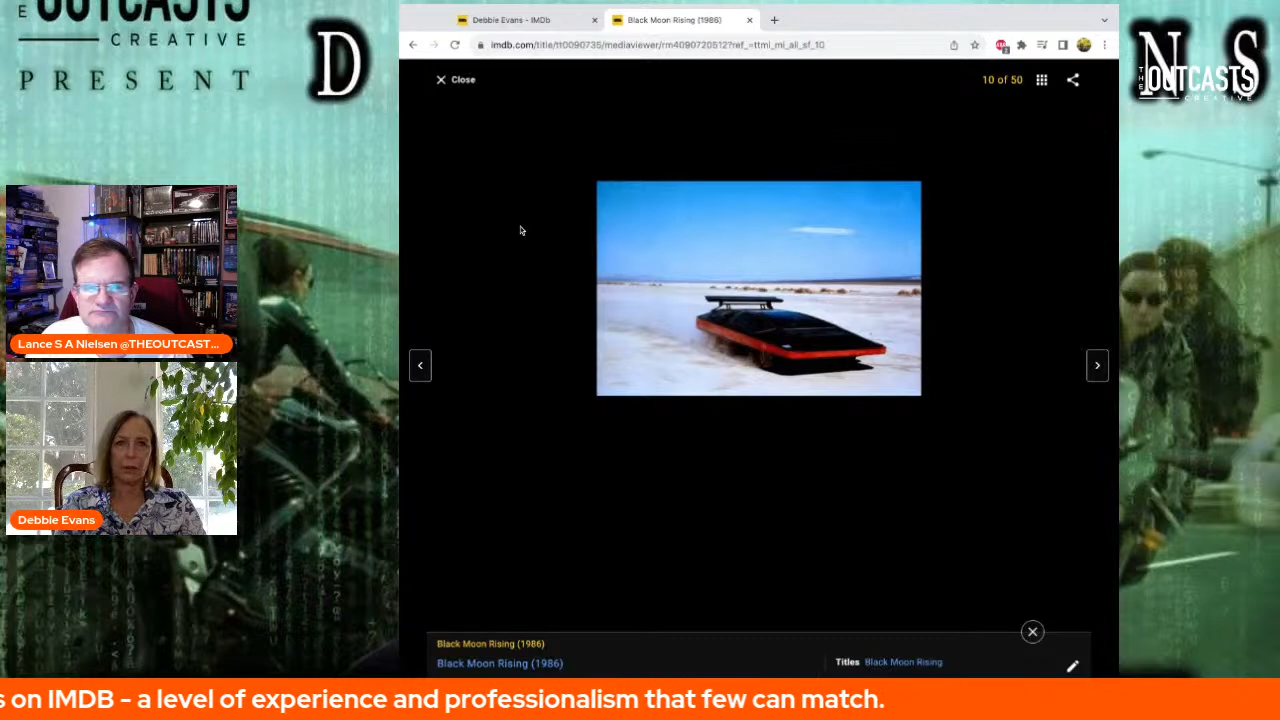 E OUTCASTS
CREATIVE
PRESENT
D
N S
THE OUTCASTS
CREATIVE
Debbie Evans - IMDb
Black Moon Rising (1986)
imdb.com/title/tt0090735/mediaviewer/rm4090720512?ref_=ttmi_mi_all_sf_10
Close
10 of 50
Lance S A Nielsen @THEOUTCAST...
Debbie Evans
Black Moon Rising (1986)
Black Moon Rising (1986)
Titles Black Moon Rising
s on IMDB - a level of experience and professionalism that few can match.